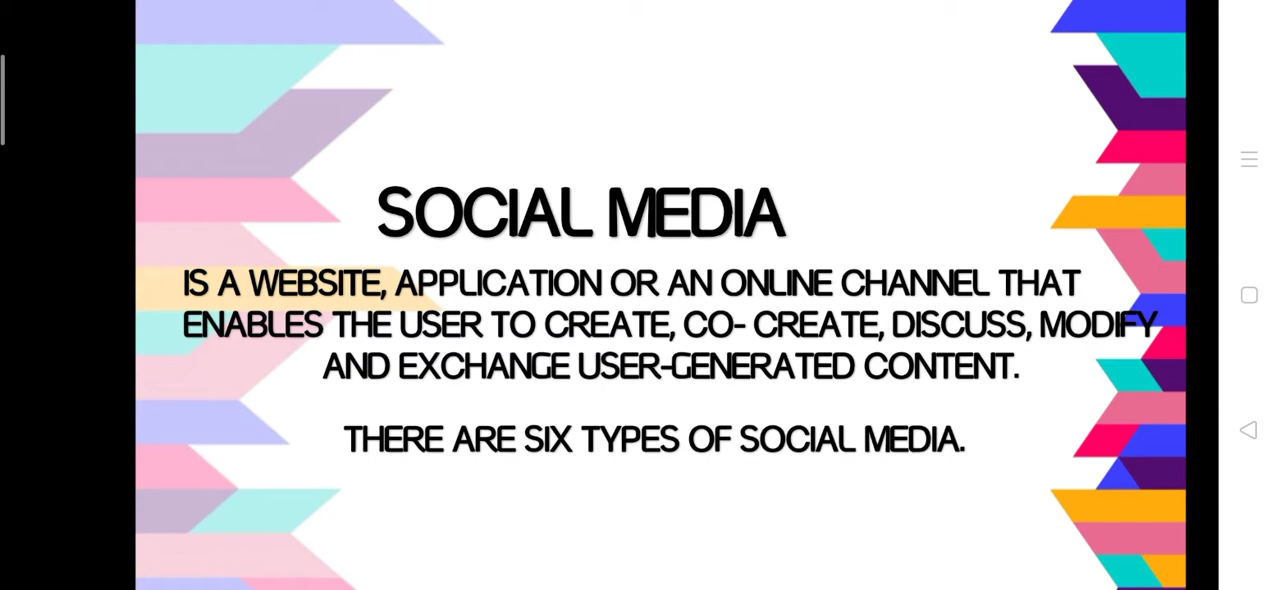 SOCIAL MEDIA
IS A WEBSITE, APPLICATION OR AN ONLINE CHANNEL THAT
ENABLES THE USER TO CREATE, CO- CREATE, DISCUSS, MODIFY
AND EXCHANGE USER-GENERATED CONTENT.
THERE ARE SIX TYPES OF SOCIAL MEDIA.